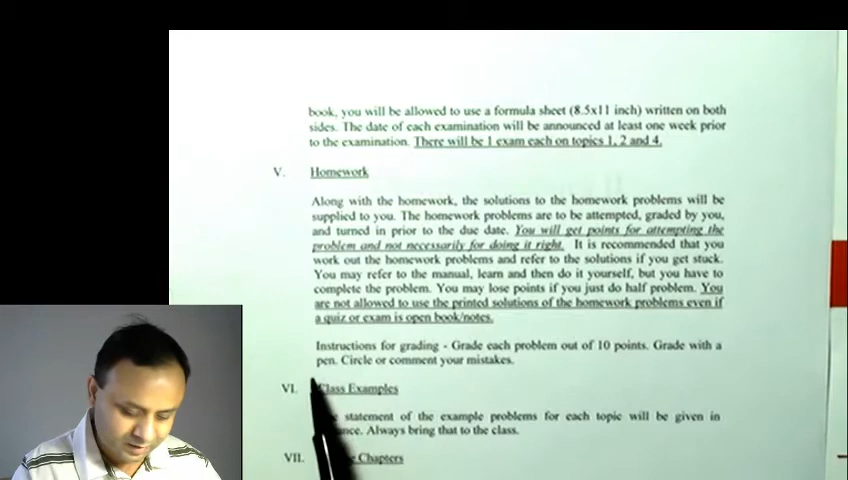 book, you will be allowed to use a formula sheet (8.5x11 inch) written on both
sides. The date of each examination will be announced at least one week prior
to the examination. There will be 1 exam each on topics 1, 2 and 4.
V. Homework
Along with the homework, the solutions to the homework problems will be
supplied to you. The homework problems are to be attempted, graded by you,
and turned in prior to the due date. You will get points for attempting the
problem and not necessarily for doing it right. It is recommended that you
work out the homework problems and refer to the solutions if you get stuck.
You may refer to the manual, learn and then do it yourself, but you have to
complete the problem. You may lose points if you just do half problem. You
are not allowed to use the printed solutions of the homework problems even if
a quiz or exam is open book/notes.
Instructions for grading - Grade each problem out of 10 points. Grade with a
pen. Circle or comment your mistakes.
VI. Class Examples
statement of the example problems for each topic will be given in
Always bring that to the class.
VII. Chapters